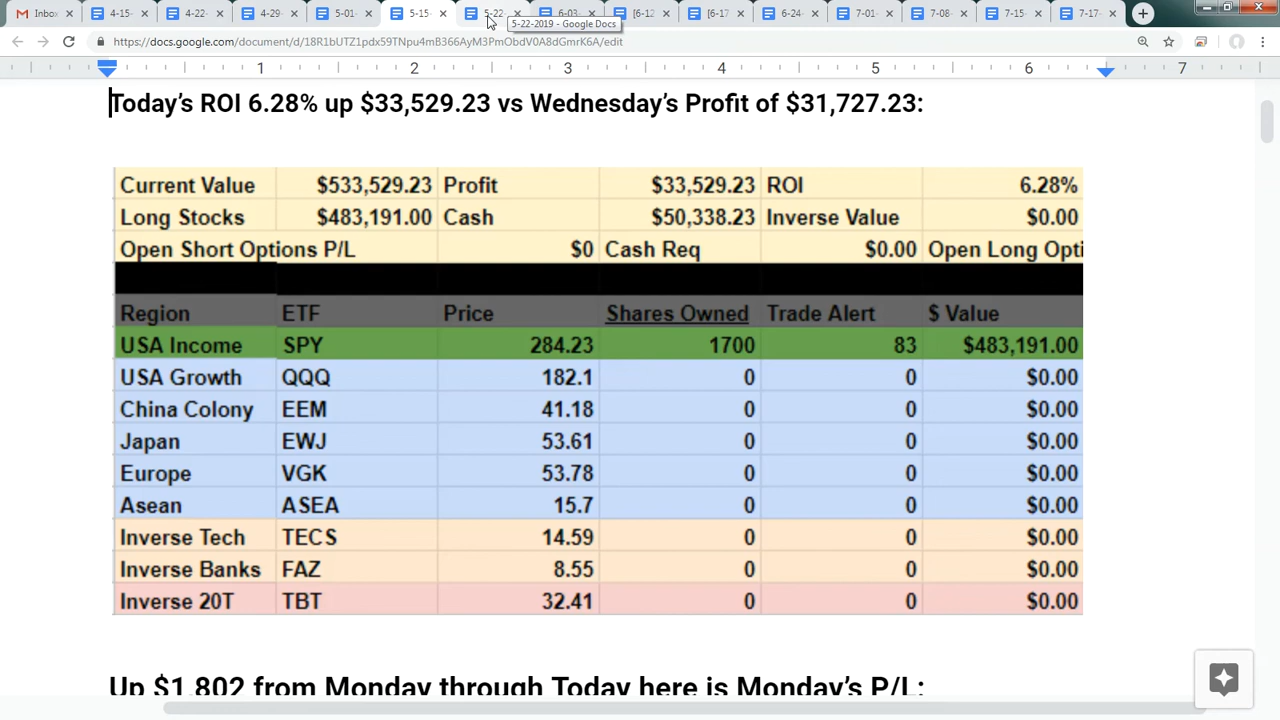 Inbox 4-15- 4-22- 4-29- 5-01- 5-15- 5-22- 6-03- [6-12 [6-17 6-24- 7-01- 7-08- 7-15- 7-17-
5-22-2019 - Google Docs
https://docs.google.com/document/d/18R1bUTZ1pdx59TNpu4mB366AyM3PmObdV0A8dGmrK6A/edit
1 2 3 4 5 6 7
Today's ROI 6.28% up $33,529.23 vs Wednesday's Profit of $31,727.23:
Current Value $533,529.23 Profit $33,529.23 ROI 6.28%
Long Stocks $483,191.00 Cash $50,338.23 Inverse Value $0.00
Open Short Options P/L $0 Cash Req $0.00 Open Long Opti
Region ETF Price Shares Owned Trade Alert $ Value
USA Income SPY 284.23 1700 83 $483,191.00
USA Growth QQQ 182.1 0 0 $0.00
China Colony EEM 41.18 0 0 $0.00
Japan EWJ 53.61 0 0 $0.00
Europe VGK 53.78 0 0 $0.00
Asean ASEA 15.7 0 0 $0.00
Inverse Tech TECS 14.59 0 0 $0.00
Inverse Banks FAZ 8.55 0 0 $0.00
Inverse 20T TBT 32.41 0 0 $0.00
Up $1,802 from Monday through Today here is Monday's P/L: